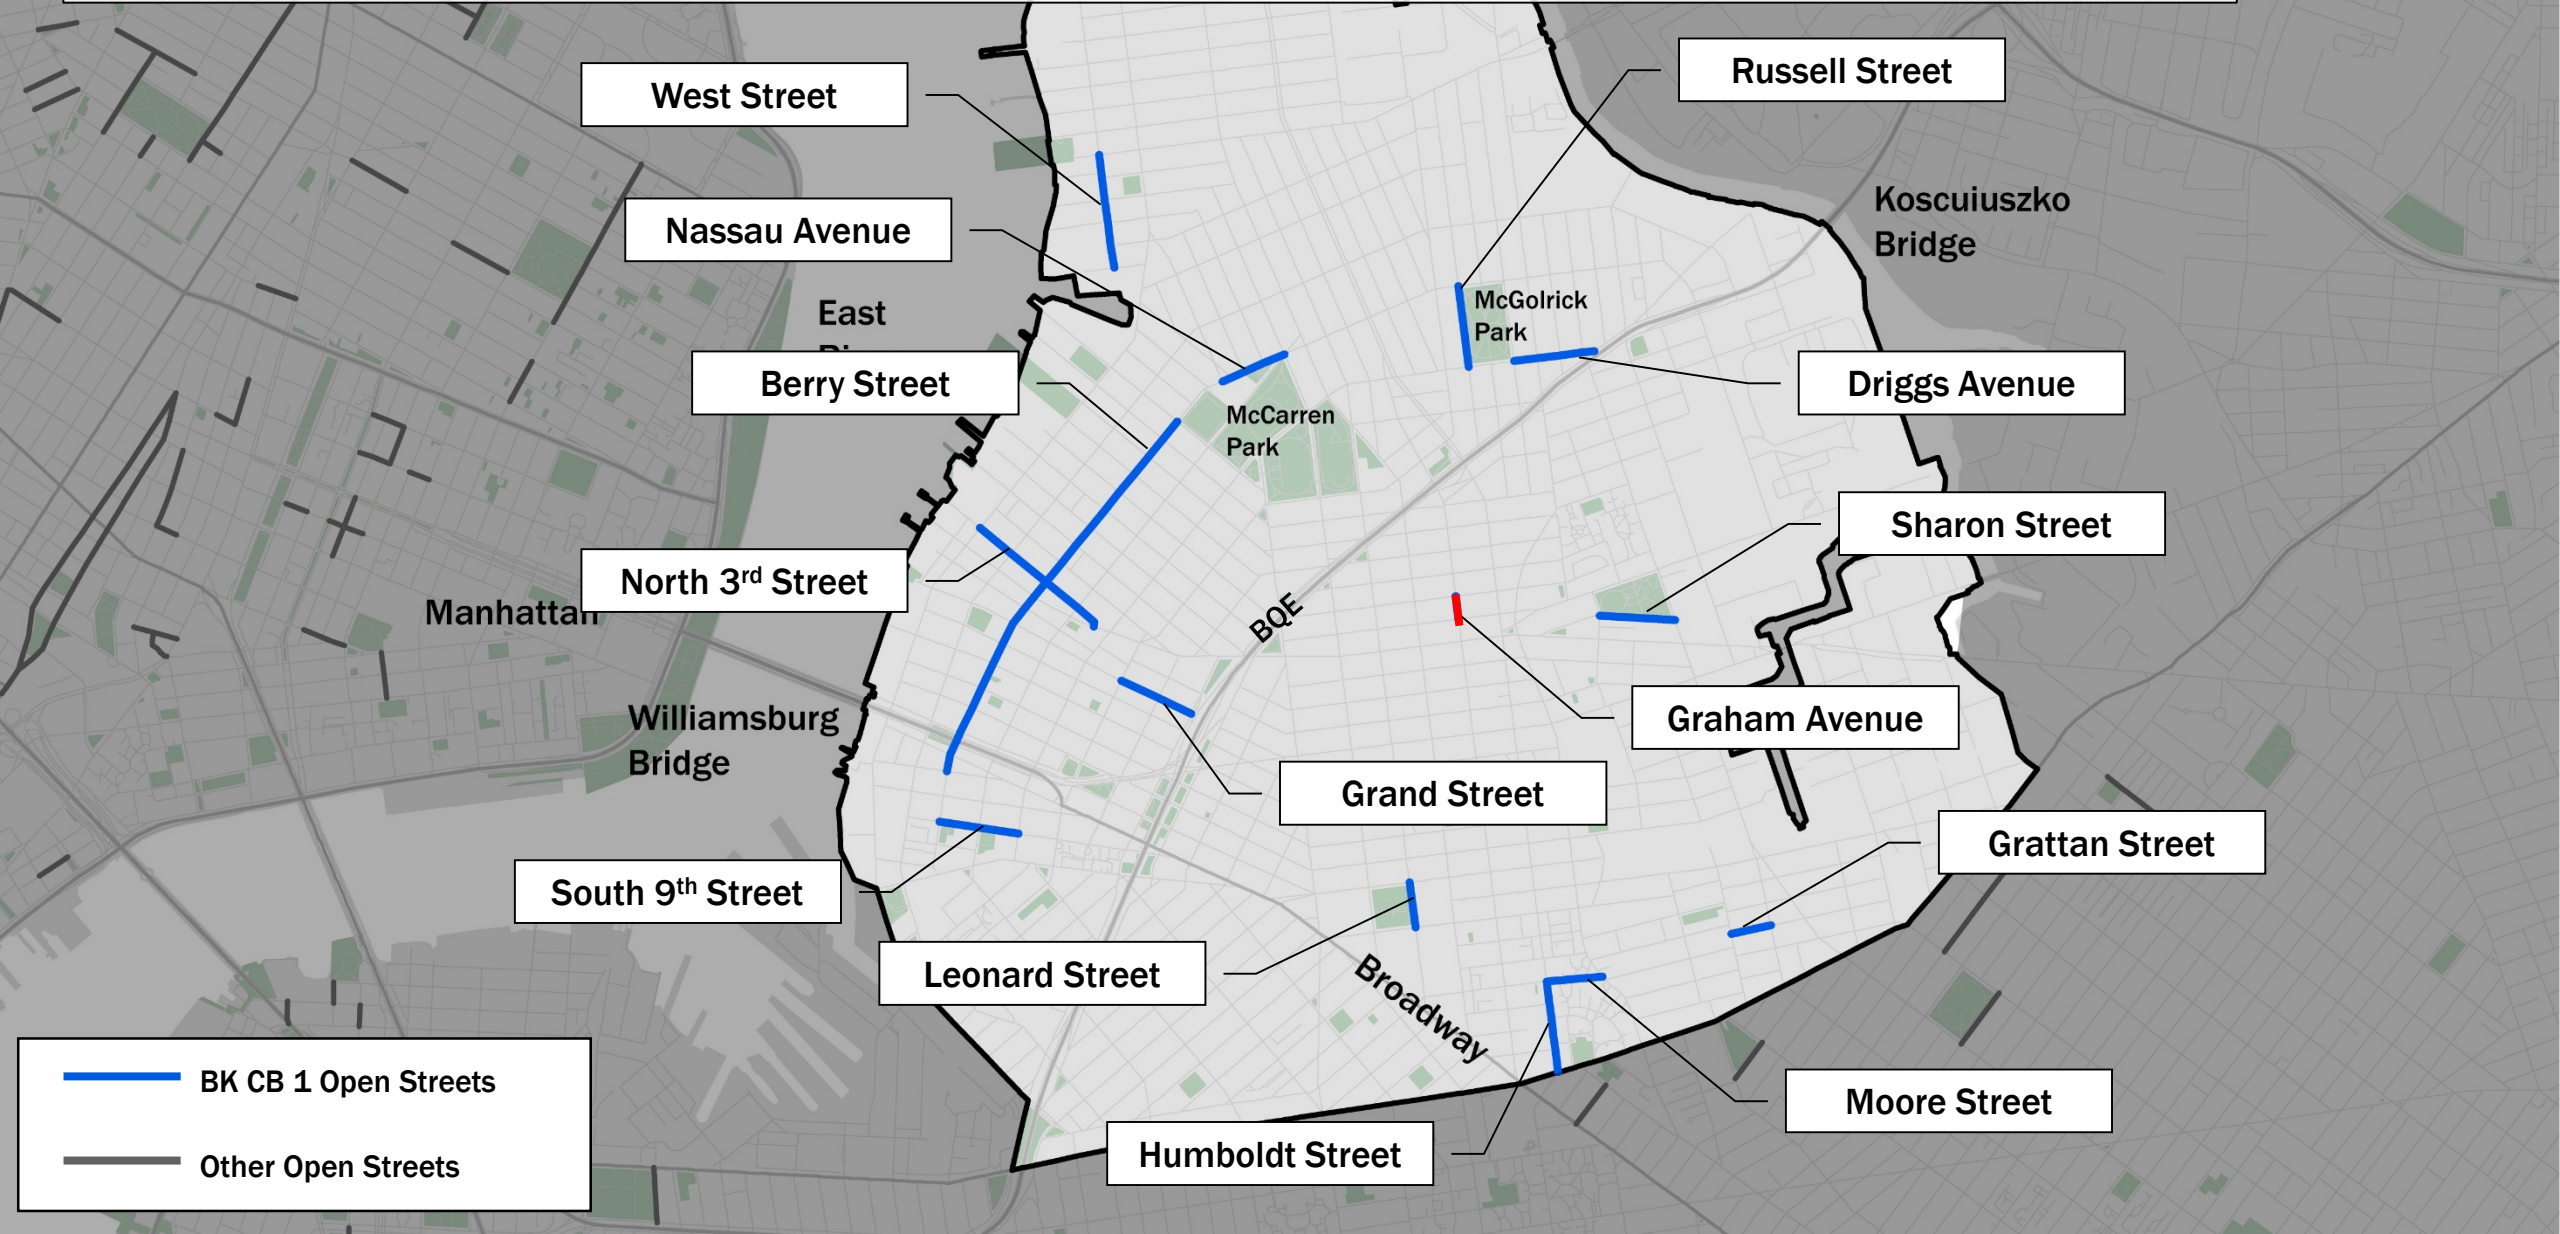 West Street
Russell Street
Nassau Avenue
Koscuiuszko
Bridge
East
McGolrick
Park
Berry Street
Driggs Avenue
McCarren
Park
Sharon Street
North 3rd Street
Manhattan
BQE
Williamsburg
Bridge
Graham Avenue
Grand Street
Grattan Street
South 9th Street
Leonard Street
Broadway
Moore Street
Humboldt Street
BK CB 1 Open Streets
Other Open Streets